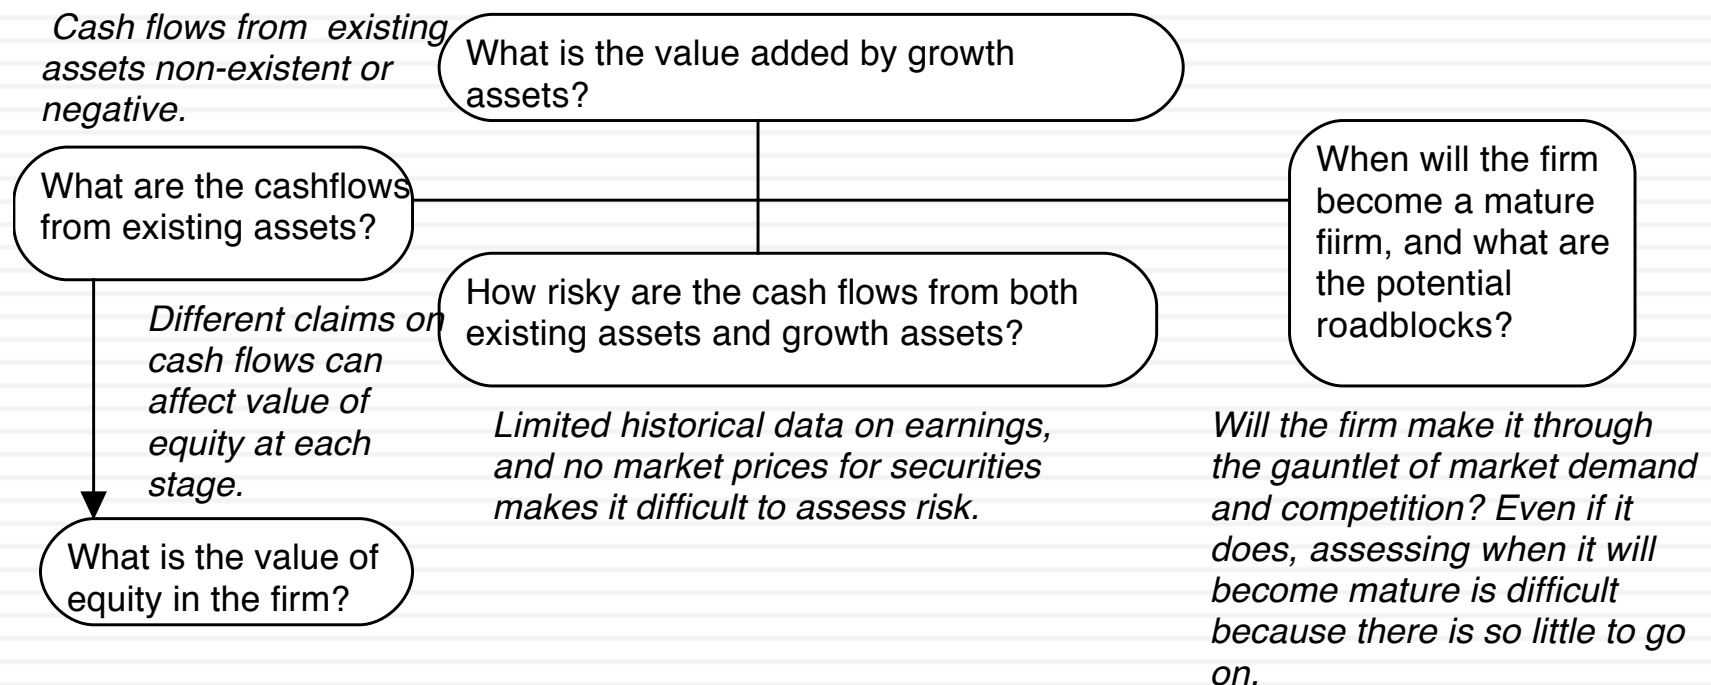 Cash flows from  existing
assets non-existent or
negative.
What is the value added by growth
assets?
What are the cashflows
from existing assets?
When will the firm
become a mature
fiirm, and what are
the potential
roadblocks?
How risky are the cash flows from both
existing assets and growth assets?
Different claims on
cash flows can
affect value of
equity at each
stage.
Limited historical data on earnings,
and no market prices for securities
makes it difficult to assess risk.
Will the firm make it through
the gauntlet of market demand
and competition? Even if it
does, assessing when it will
become mature is difficult
because there is so little to go
on.
What is the value of
equity in the firm?